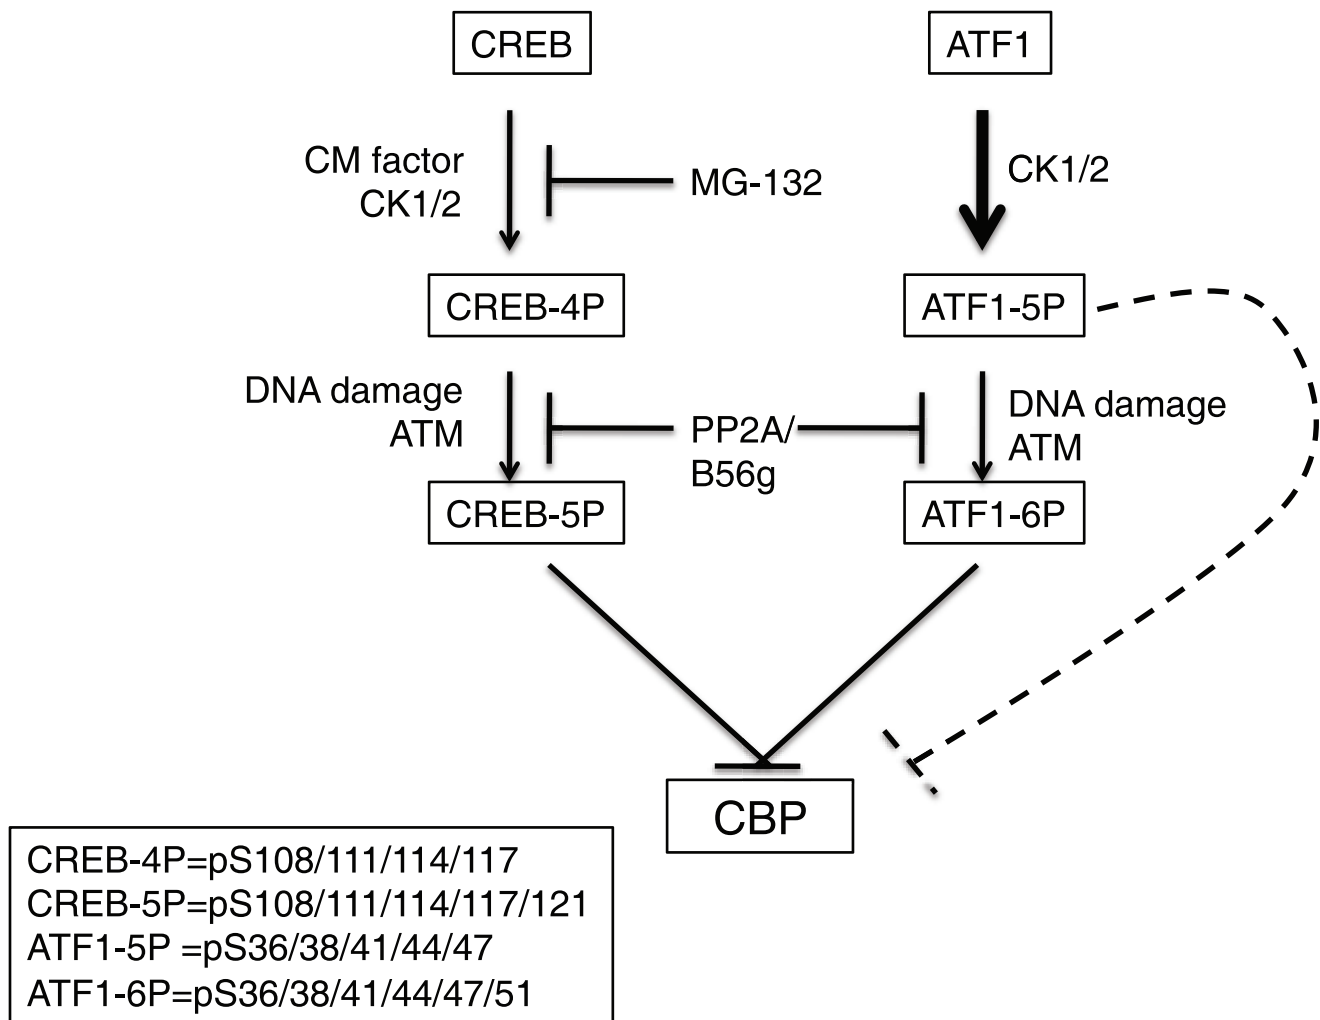 CREB
ATF1
CM factor
CK1/2
MG-132
CK1/2
CREB-4P
ATF1-5P
DNA damage
ATM
PP2A/
B56g
DNA damage
ATM
CREB-5P
ATF1-6P
CBP
CREB-4P=pS108/111/114/117
CREB-5P=pS108/111/114/117/121
ATF1-5P =pS36/38/41/44/47
ATF1-6P=pS36/38/41/44/47/51